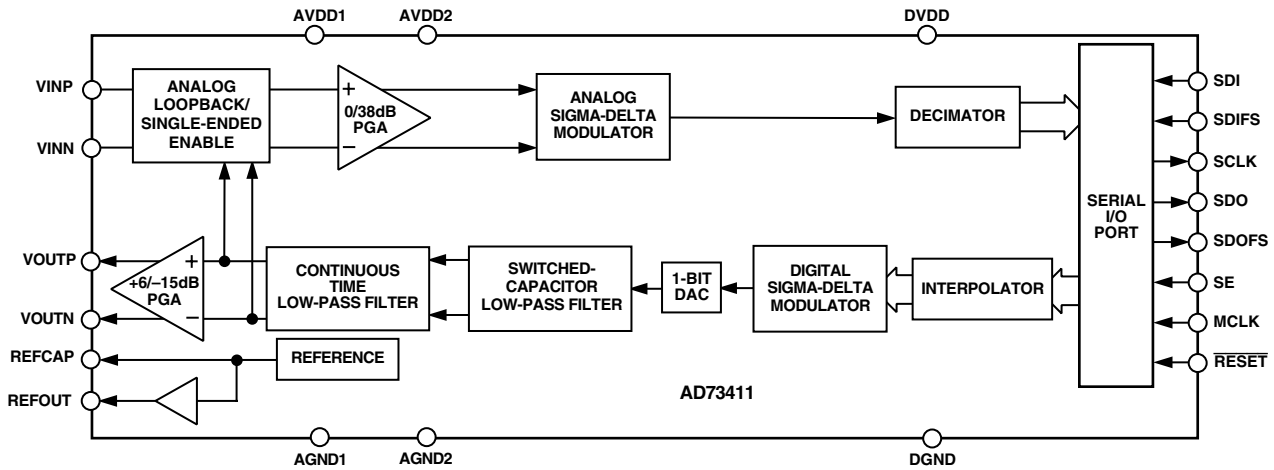 AVDD1
AVDD2
DVDD
VINP
VINN
ANALOG
LOOPBACK/
SINGLE-ENDED
ENABLE
+
0/38dB
PGA
–
ANALOG
SIGMA-DELTA
MODULATOR
DECIMATOR
SERIAL
I/O
PORT
SDI
SDIFS
SCLK
SDO
SDOFS
SE
MCLK
RESET
VOUTP
VOUTN
REFCAP
REFOUT
+
+6/–15dB
PGA
–
CONTINUOUS
TIME
LOW-PASS FILTER
SWITCHED-
CAPACITOR
LOW-PASS FILTER
1-BIT
DAC
DIGITAL
SIGMA-DELTA
MODULATOR
INTERPOLATOR
REFERENCE
AD73411
AGND1
AGND2
DGND